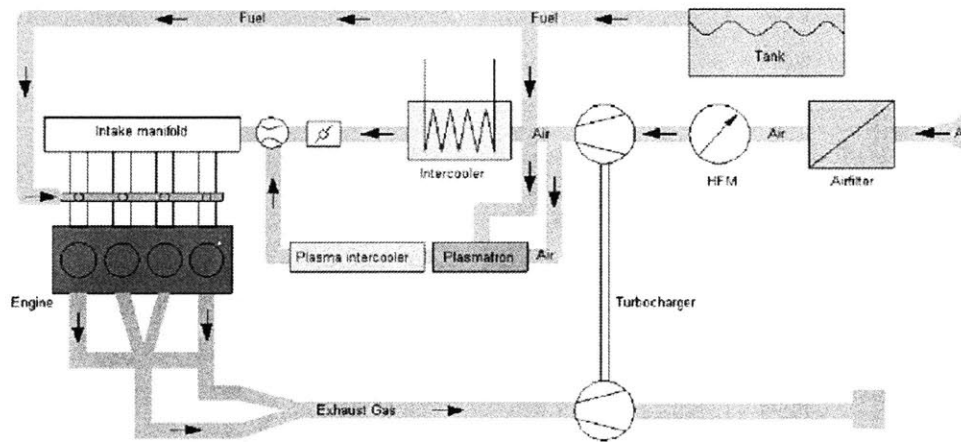 Fuel
Fuel
Tank
Intake manifold
Air
Air
Intercooler
HFM
Airfilter
Plasma intercooler
Plasmatron
Air
Engine
Turbocharger
Exhaust Gas